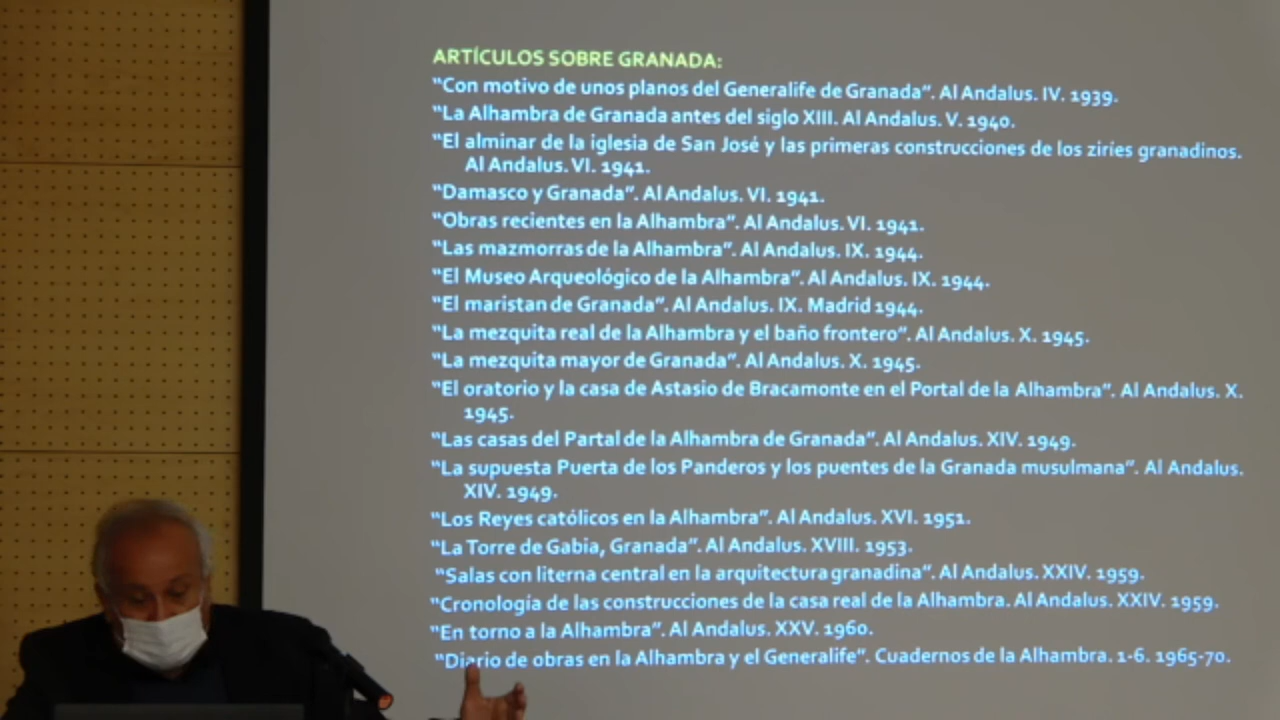 ARTÍCULOS SOBRE GRANADA:
“Con motivo de unos planos del Generalife de Granada”. Al Andalus. IV. 1939.
“La Alhambra de Granada antes del siglo XIII. Al Andalus. V. 1940.
“El alminar de la iglesia de San José y las primeras construcciones de los ziries granadinos.
Al Andalus. VI. 1941.
“Damasco y Granada”. Al Andalus. VI. 1941.
“Obras recientes en la Alhambra”. Al Andalus. VI. 1941.
“Las mazmorras de la Alhambra”. Al Andalus. IX. 1944.
“El Museo Arqueológico de la Alhambra”. Al Andalus. IX. 1944.
“El maristan de Granada”. Al Andalus. IX. Madrid 1944.
“La mezquita real de la Alhambra y el baño frontero”. Al Andalus. X. 1945.
“La mezquita mayor de Granada”. Al Andalus. X. 1945.
“El oratorio y la casa de Astasio de Bracamonte en el Portal de la Alhambra”. Al Andalus. X.
1945.
“Las casas del Partal de la Alhambra de Granada”. Al Andalus. XIV. 1949.
“La supuesta Puerta de los Panderos y los puentes de la Granada musulmana”. Al Andalus.
XIV. 1949.
“Los Reyes católicos en la Alhambra”. Al Andalus. XVI. 1951.
“La Torre de Gabia, Granada”. Al Andalus. XVIII. 1953.
“Salas con literna central en la arquitectura granadina”. Al Andalus. XXIV. 1959.
“Cronología de las construcciones de la casa real de la Alhambra. Al Andalus. XXIV. 1959.
“En torno a la Alhambra”. Al Andalus. XXV. 1960.
“Diario de obras en la Alhambra y el Generalife”. Cuadernos de la Alhambra. 1-6. 1965-70.